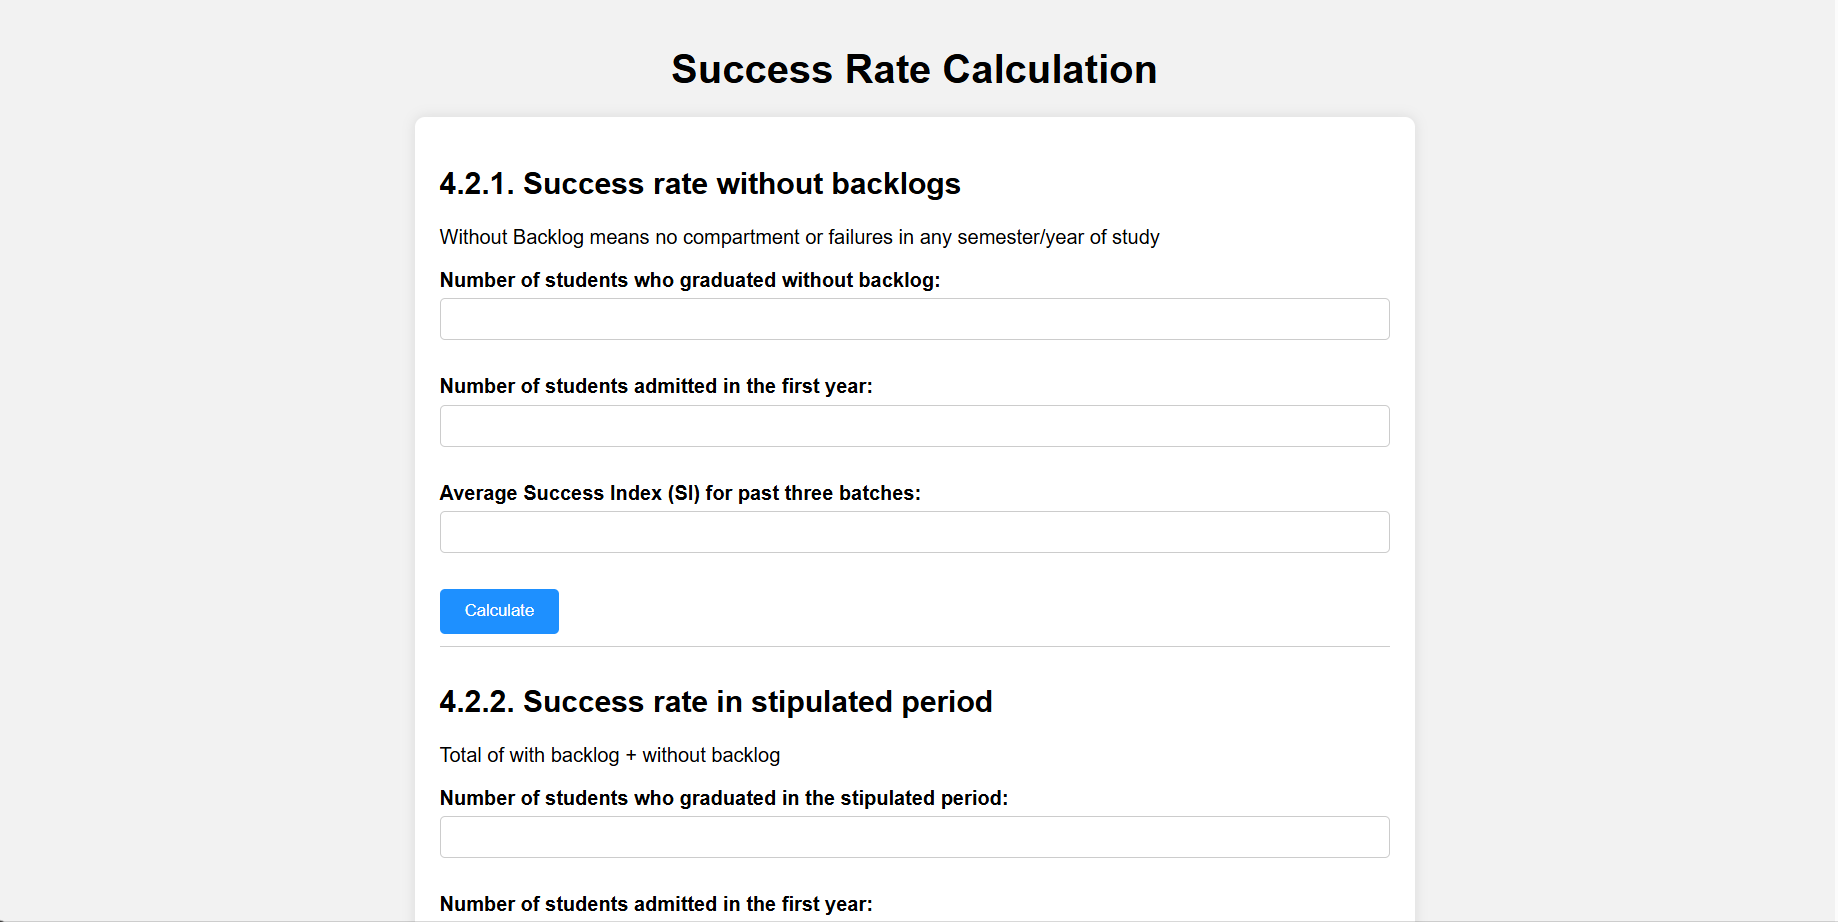 Success Rate Calculation
4.2.1. Success rate without backlogs
Without Backlog means no compartment or failures in any semester/year of study
Number of students who graduated without backlog:
Number of students admitted in the first year:
Average Success Index (SI) for past three batches:
Calculate
4.2.2. Success rate in stipulated period
Total of with backlog + without backlog
Number of students who graduated in the stipulated period:
Number of students admitted in the first year: